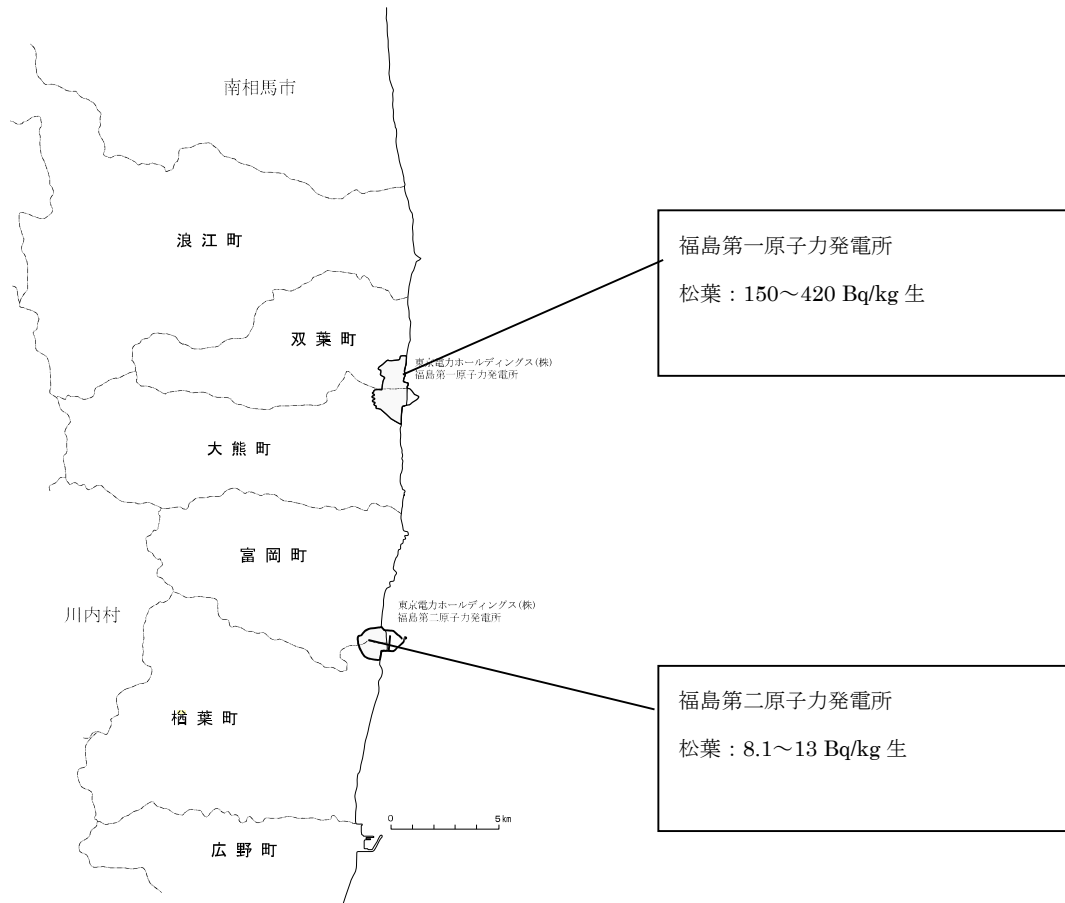 南相馬市
浪江町
福島第一原子力発電所
松葉：150～420 Bq/kg 生
双葉町
東京電力ホールディングス(株)
福島第一原子力発電所
大熊町
富岡町
東京電力ホールディングス(株)
福島第二原子力発電所
川内村
福島第二原子力発電所
松葉：8.1～13 Bq/kg 生
楢葉町
0 5km
広野町